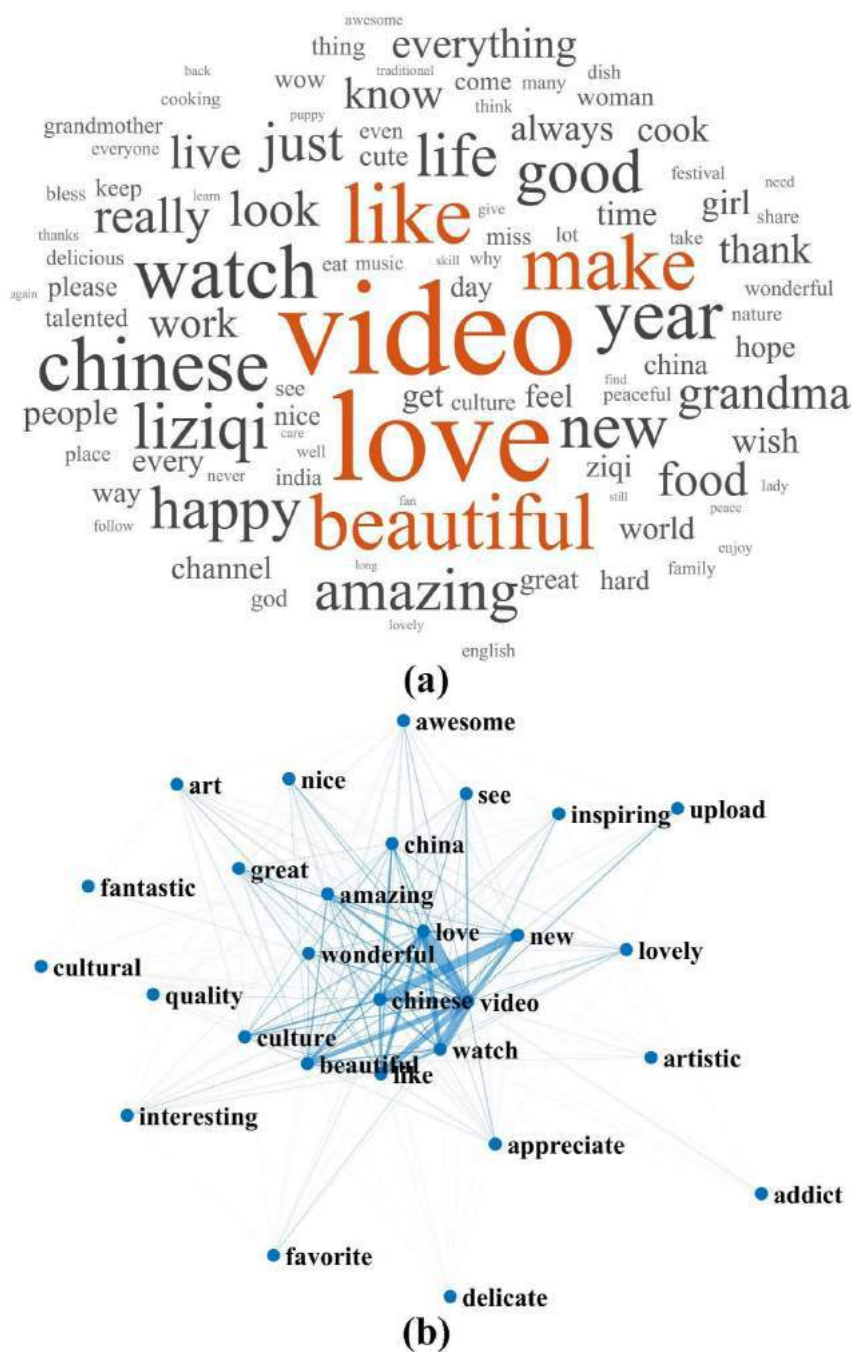 awesome
thing everything
back wow traditional come many dish
cooking know think woman
grandmother puppy even always cook
everyone live just cute life good festival
bless keep learn like give time girl need
thanks really look miss lot take share
delicious watch eat music skill why make thank
again please day year wonderful
talented work video nature
chinese see china hope
people liziqi nice get culture feel find peaceful grandma
place every care love new wish
never well ziqi
way india food lady
follow happy fan still peace
beautiful world
channel long enjoy
god amazing great hard family
lovely
english
(a)
awesome
art nice see
inspiring upload
china
great
fantastic amazing
love new
wonderful lovely
cultural
quality chinese video
culture watch
beautiful like artistic
interesting
appreciate
addict
favorite
delicate
(b)